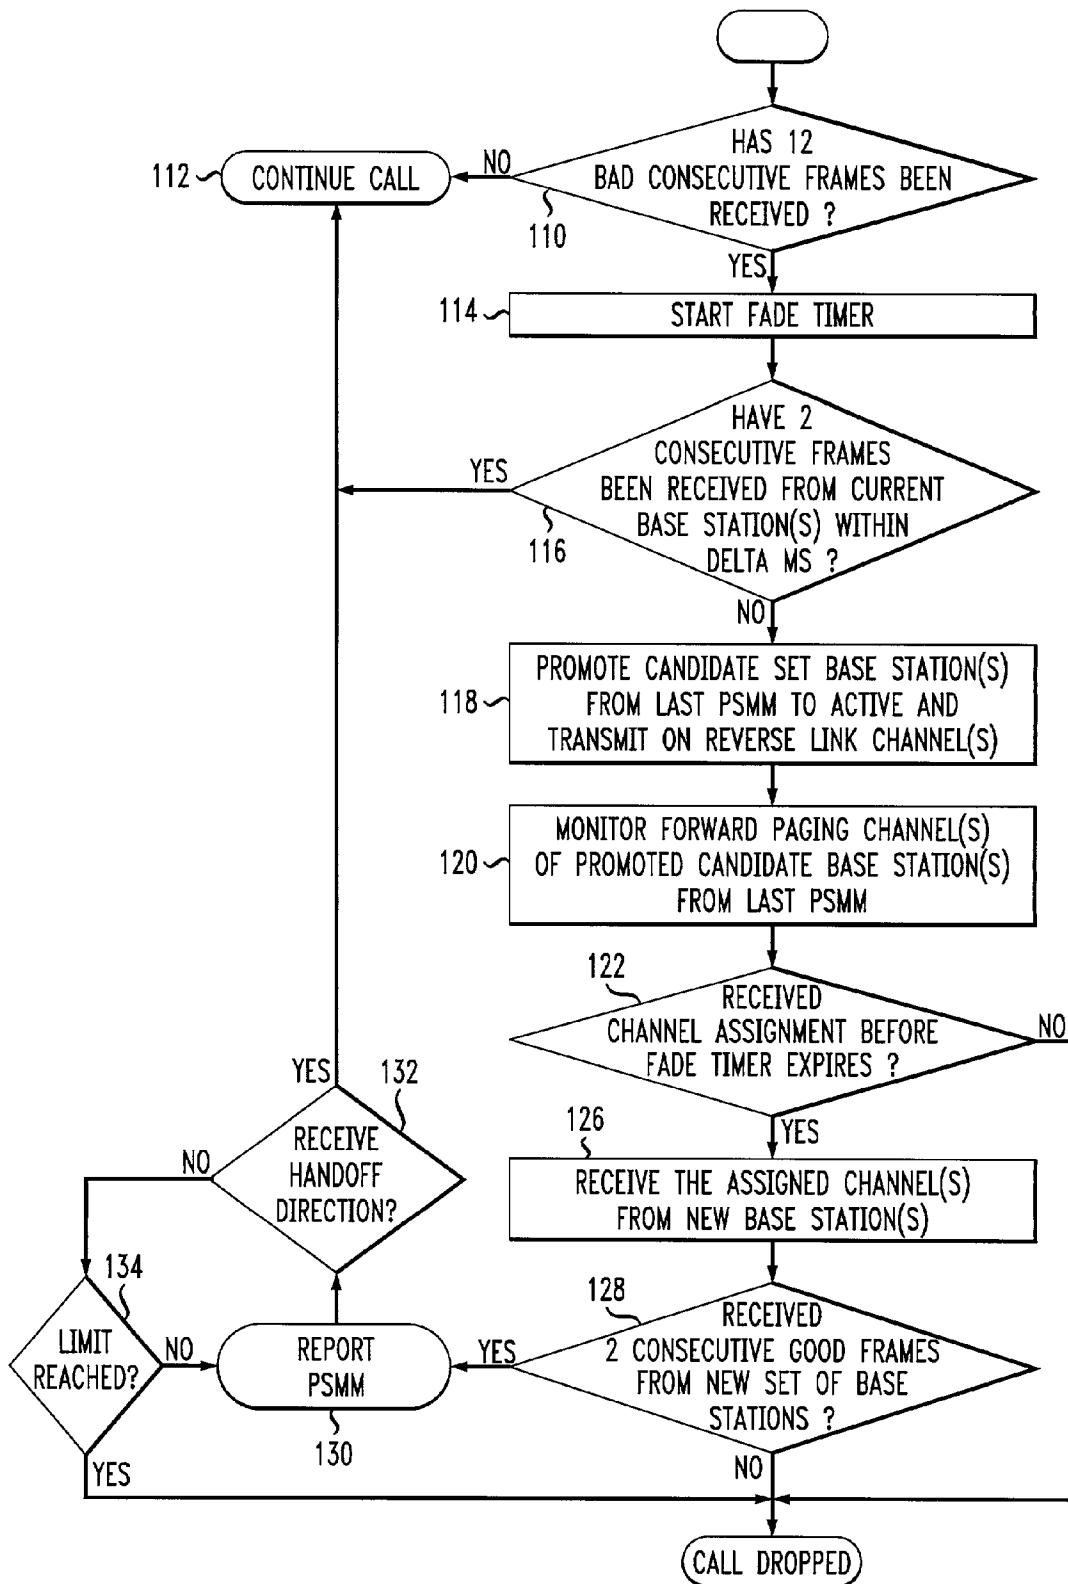 HAS 12
BAD CONSECUTIVE FRAMES BEEN
RECEIVED ?
110
NO
112
CONTINUE CALL
YES
114
START FADE TIMER
HAVE 2
CONSECUTIVE FRAMES
BEEN RECEIVED FROM CURRENT
BASE STATION(S) WITHIN
DELTA MS ?
116
YES
NO
118
PROMOTE CANDIDATE SET BASE STATION(S)
FROM LAST PSMM TO ACTIVE AND
TRANSMIT ON REVERSE LINK CHANNEL(S)
120
MONITOR FORWARD PAGING CHANNEL(S)
OF PROMOTED CANDIDATE BASE STATION(S)
FROM LAST PSMM
122
RECEIVED
CHANNEL ASSIGNMENT BEFORE
FADE TIMER EXPIRES ?
NO
YES
126
RECEIVE THE ASSIGNED CHANNEL(S)
FROM NEW BASE STATION(S)
128
RECEIVED
2 CONSECUTIVE GOOD FRAMES
FROM NEW SET OF BASE
STATIONS ?
YES
NO
REPORT
PSMM
130
132
RECEIVE
HANDOFF
DIRECTION?
YES
NO
134
LIMIT
REACHED?
NO
YES
CALL DROPPED